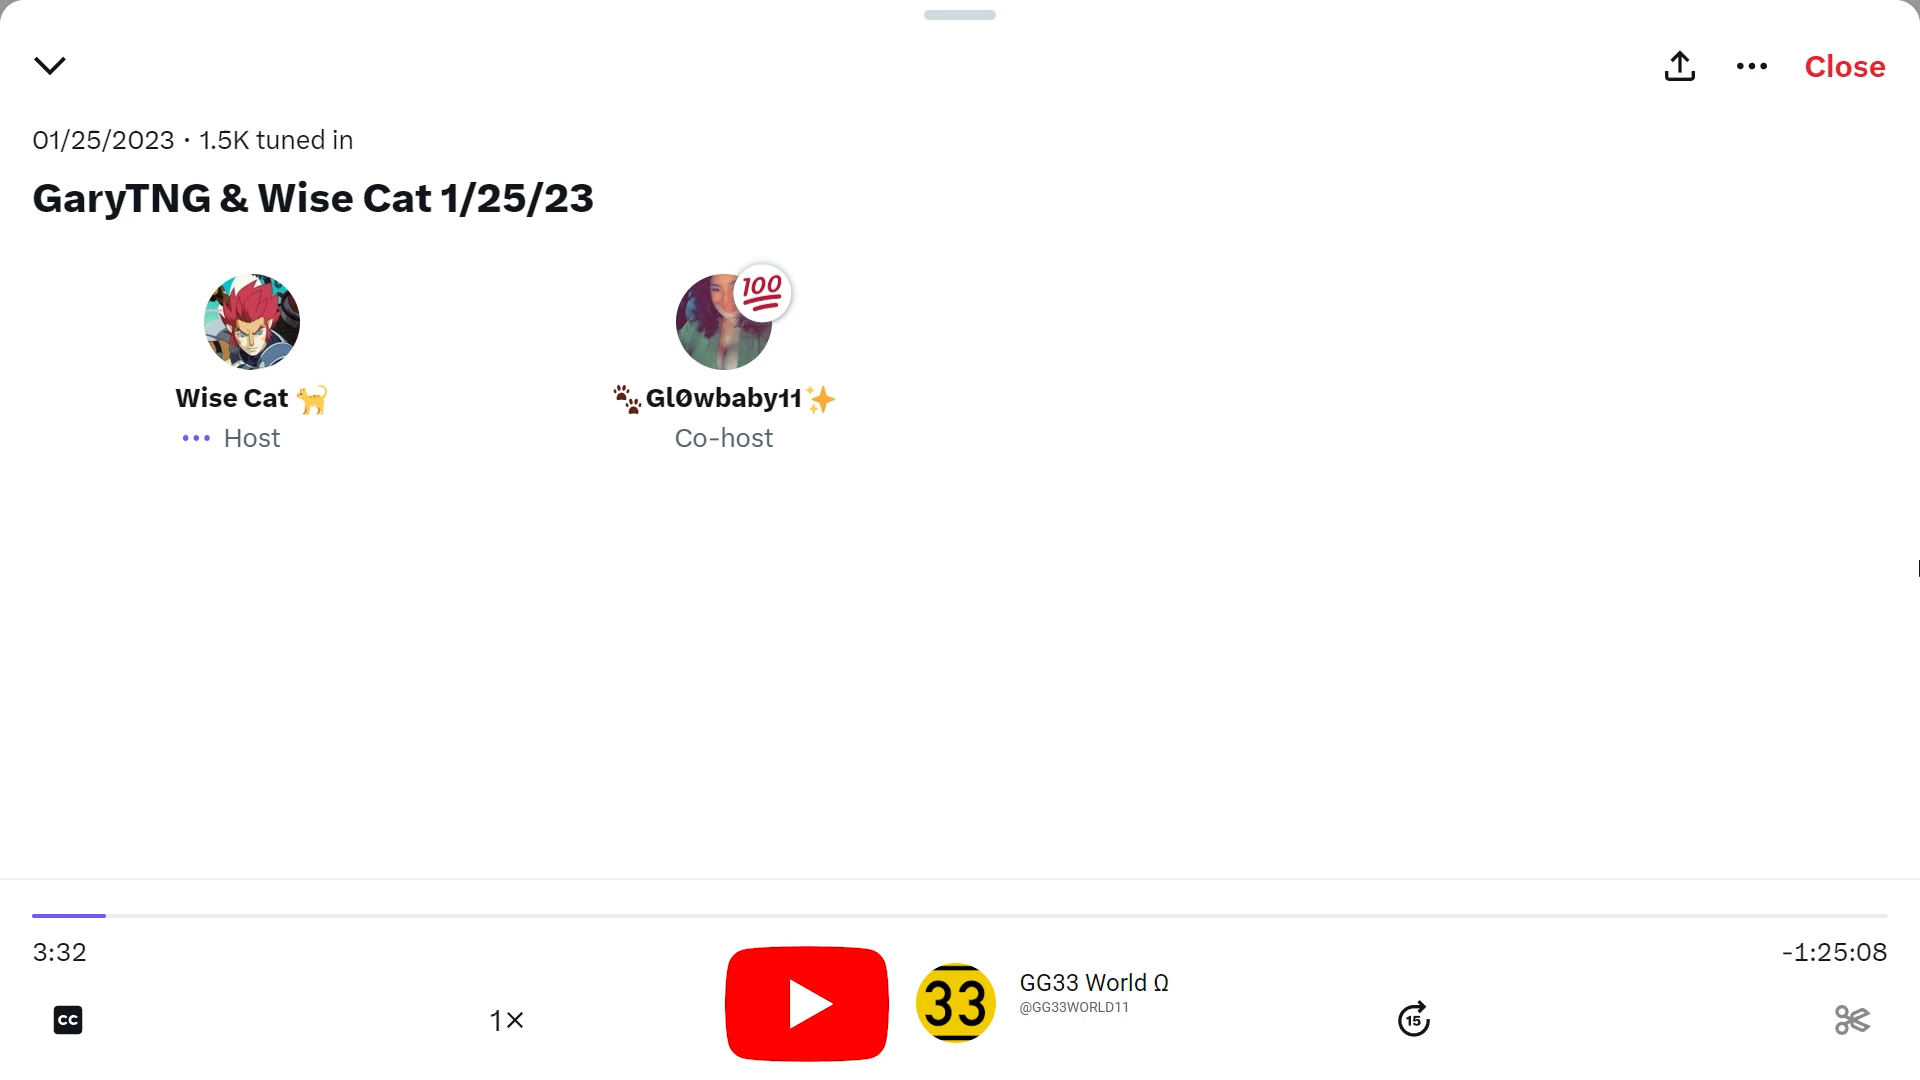 Close
01/25/2023 · 1.5K tuned in
GaryTNG & Wise Cat 1/25/23
100
Wise Cat 🐈
🐾Gl0wbaby11✨
Host
Co-host
3:32
-1:25:08
CC
1×
33
GG33 World Ω
@GG33WORLD11
15